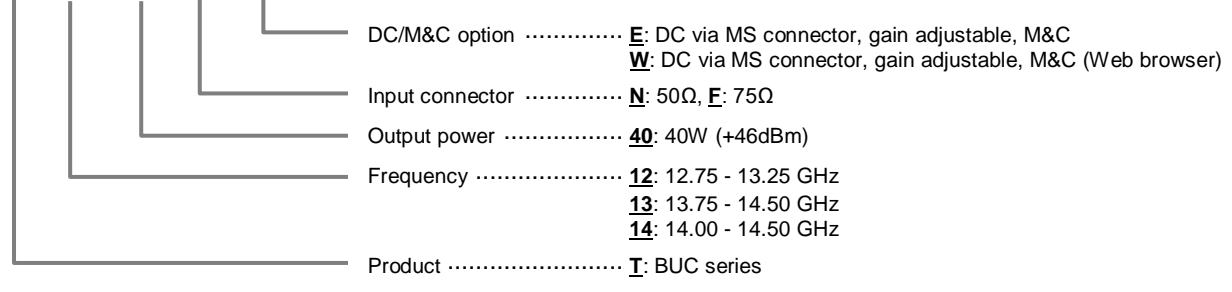 DC/M&C option ·············· E: DC via MS connector, gain adjustable, M&C
W: DC via MS connector, gain adjustable, M&C (Web browser)
Input connector ·············· N: 50Ω, F: 75Ω
Output power ················· 40: 40W (+46dBm)
Frequency ····················· 12: 12.75 - 13.25 GHz
13: 13.75 - 14.50 GHz
14: 14.00 - 14.50 GHz
Product ························· T: BUC series